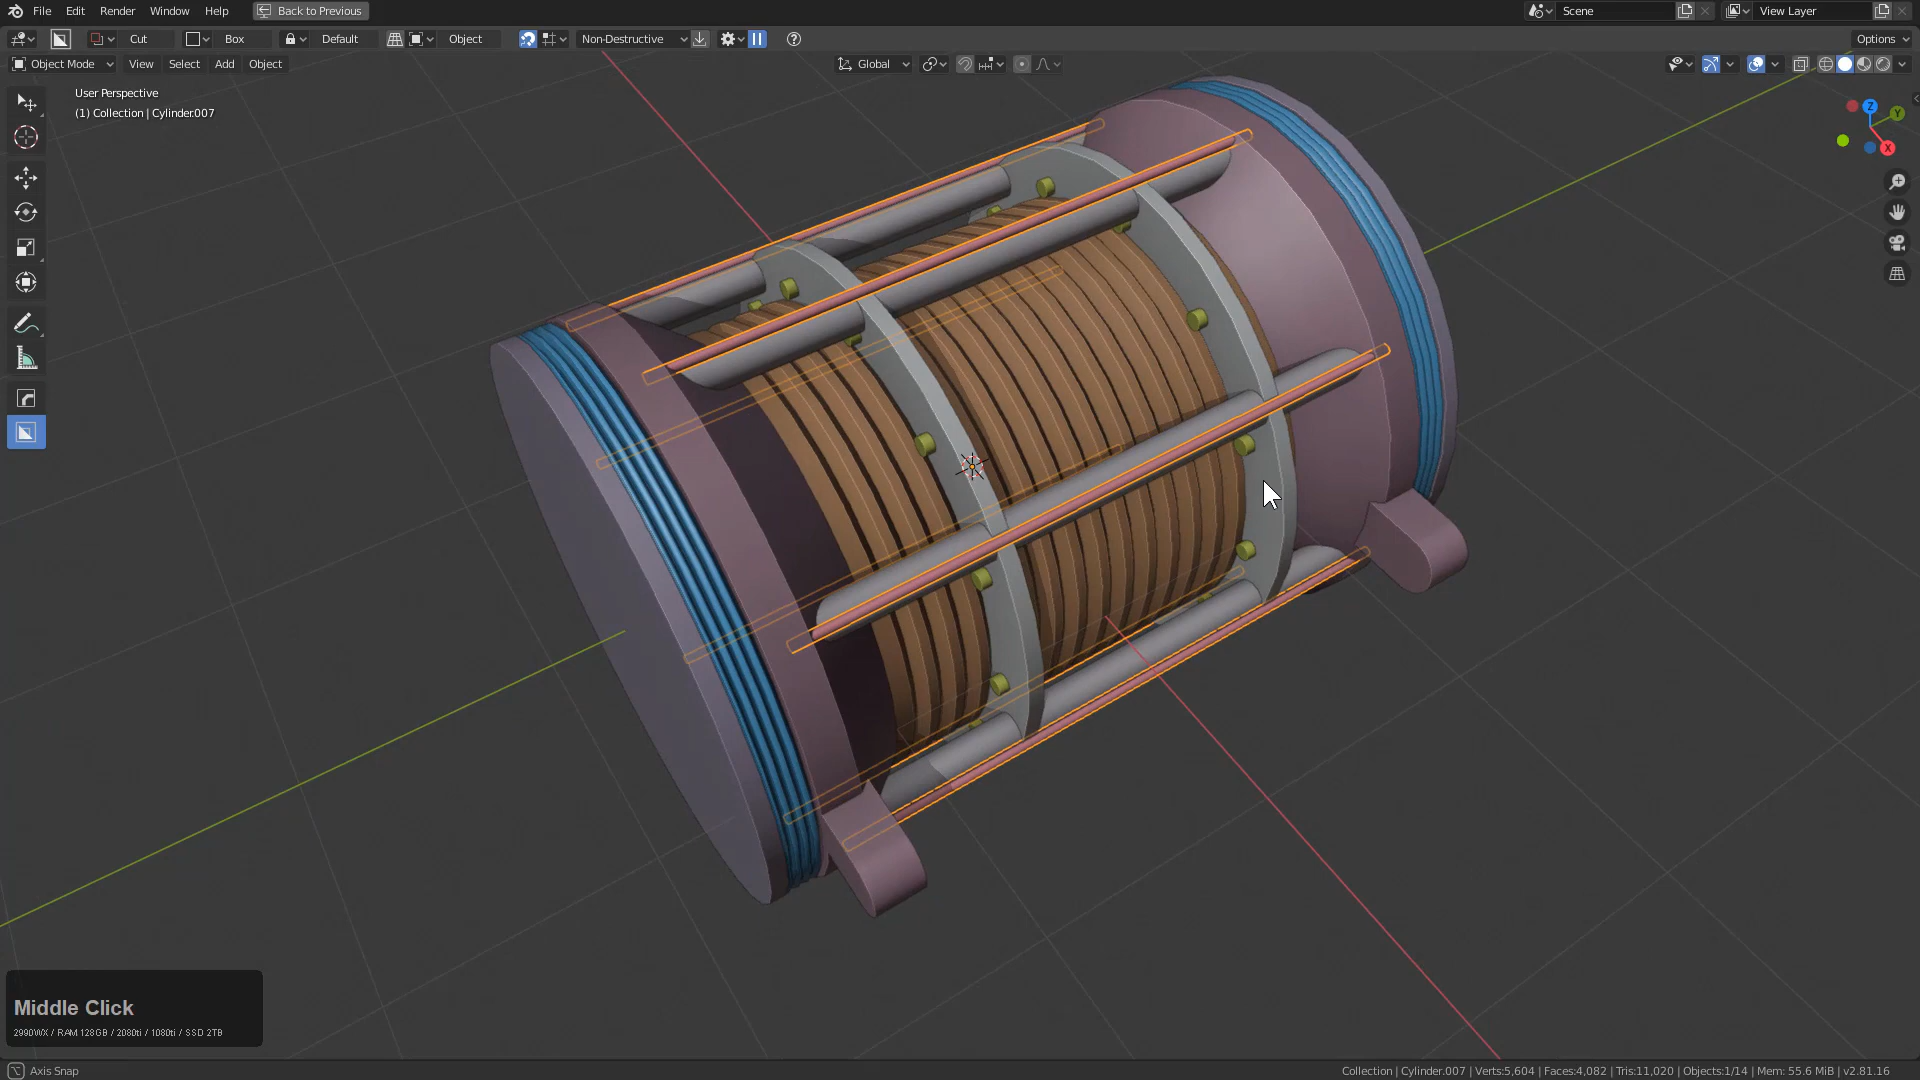 File Edit Render Window Help Back to Previous Scene View Layer
Cut Box Default Object Non-Destructive Options
Object Mode View Select Add Object Global
User Perspective
(1) Collection | Cylinder.007
Z
Y
X
Middle Click
2990WX / RAM 128GB / 2080ti / 1080ti / SSD 2TB
Axis Snap Collection | Cylinder.007 | Verts:5,604 | Faces:4,082 | Tris:11,020 | Objects:1/14 | Mem: 55.6 MiB | v2.81.16